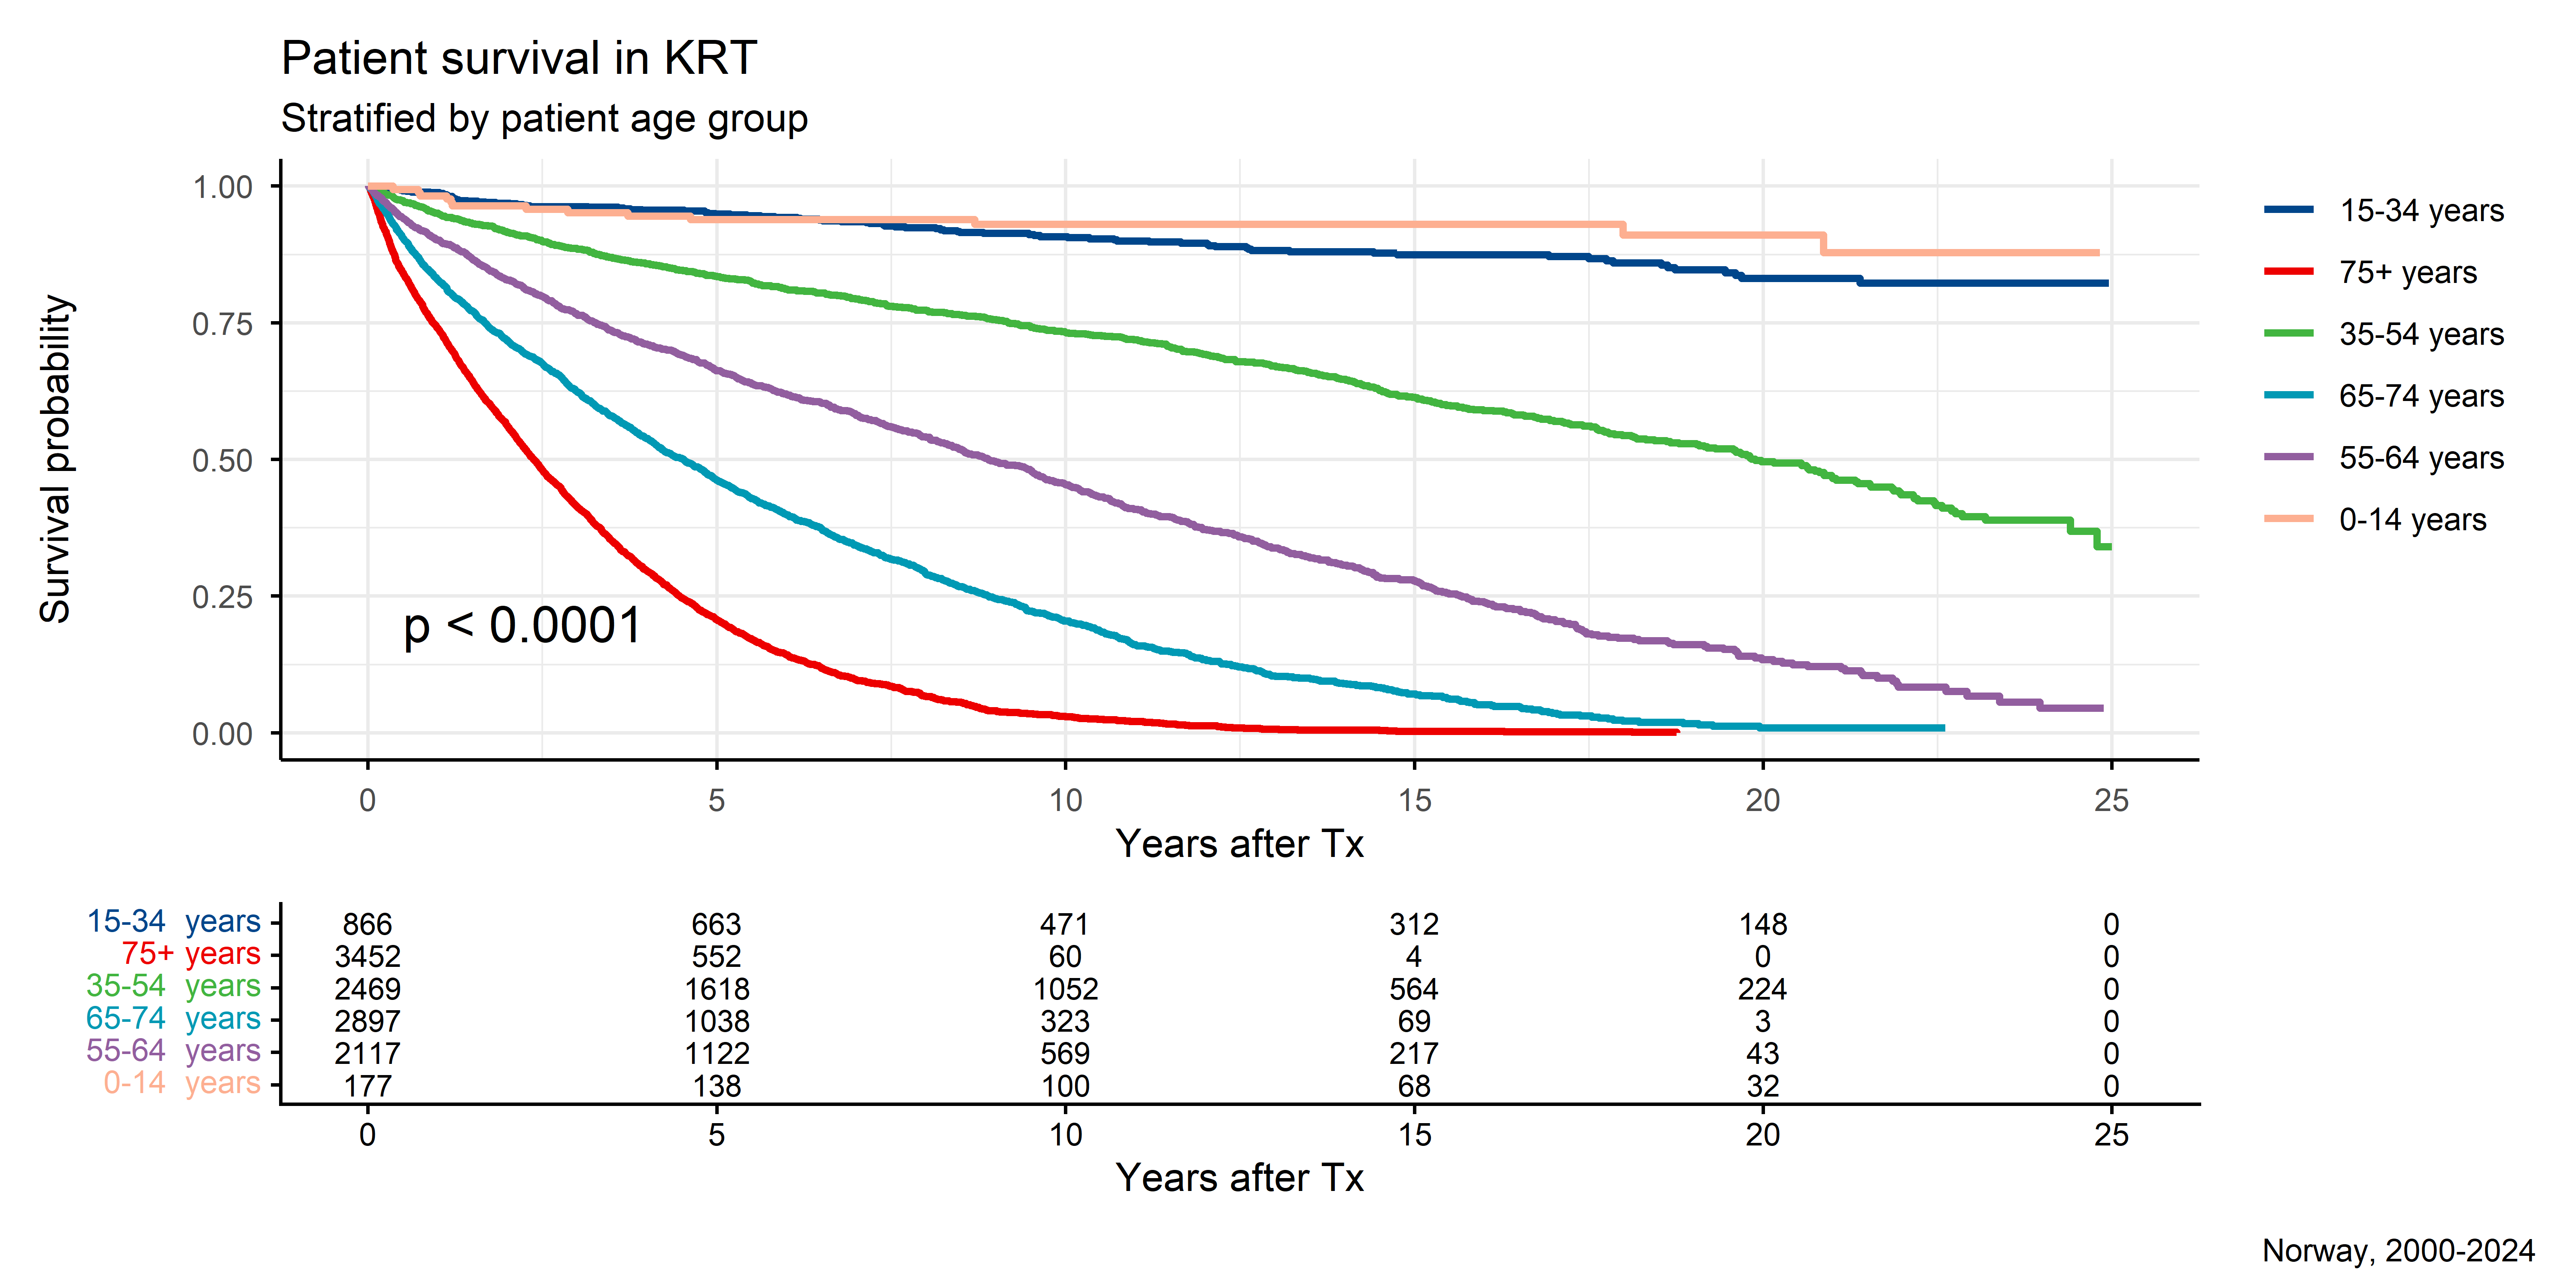 Patient survival in KRT
Stratified by patient age group
Survival probability
1.00
0.75
0.50
0.25
0.00
p < 0.0001
0 5 10 15 20 25
Years after Tx
15-34 years
75+ years
35-54 years
65-74 years
55-64 years
0-14 years
15-34 years 866 663 471 312 148 0
75+ years 3452 552 60 4 0 0
35-54 years 2469 1618 1052 564 224 0
65-74 years 2897 1038 323 69 3 0
55-64 years 2117 1122 569 217 43 0
0-14 years 177 138 100 68 32 0
0 5 10 15 20 25
Years after Tx
Norway, 2000-2024